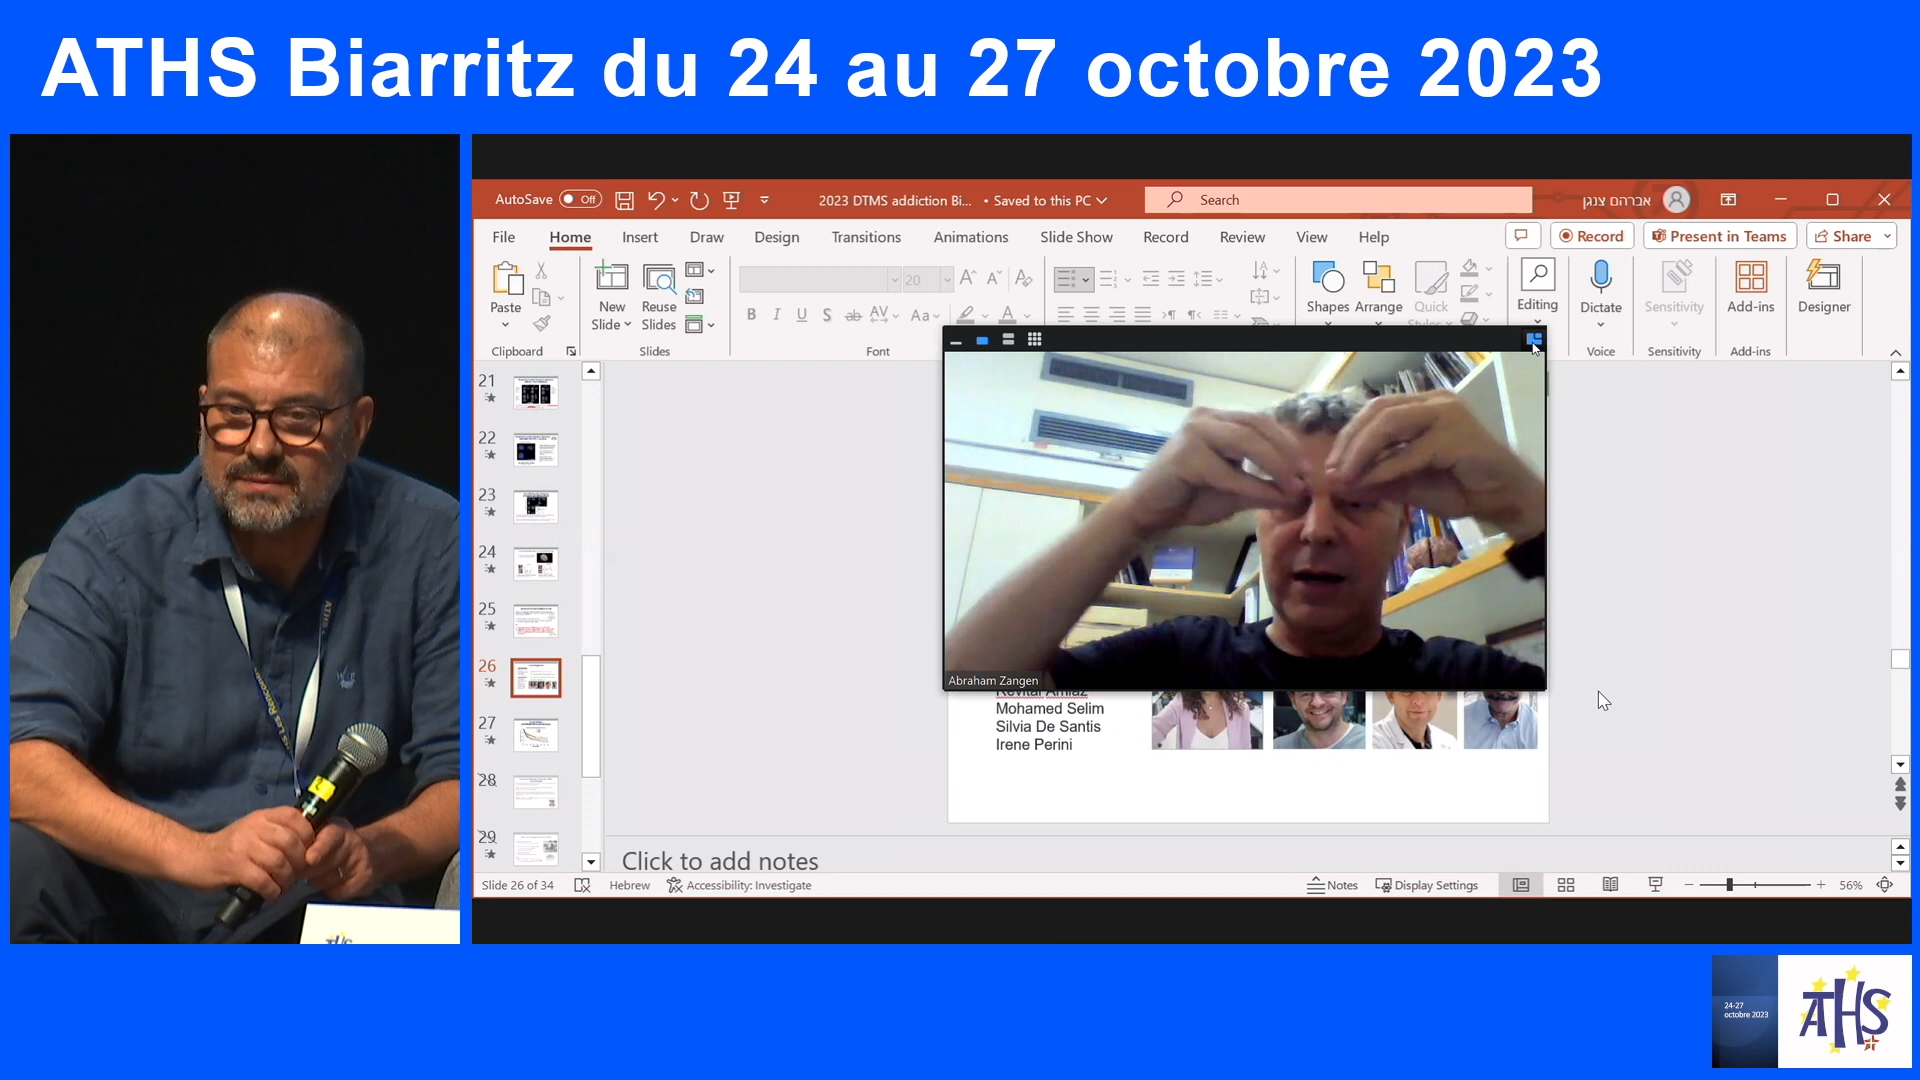 ATHS Biarritz du 24 au 27 octobre 2023
AutoSave Off
2023 DTMS addiction Bi... • Saved to this PC
Search
אברהם צנגן
File Home Insert Draw Design Transitions Animations Slide Show Record Review View Help
Record Present in Teams Share
Paste
New Slide
Reuse Slides
20
Shapes Arrange Quick
Editing
Dictate
Sensitivity
Add-ins
Designer
Clipboard Slides Font Voice Sensitivity Add-ins
21
22
23
24
25
26
27
28
29
Abraham Zangen
Mohamed Selim
Silvia De Santis
Irene Perini
Click to add notes
Slide 26 of 34 Hebrew Accessibility: Investigate Notes Display Settings 56%
24-27
octobre 2023
ATHS